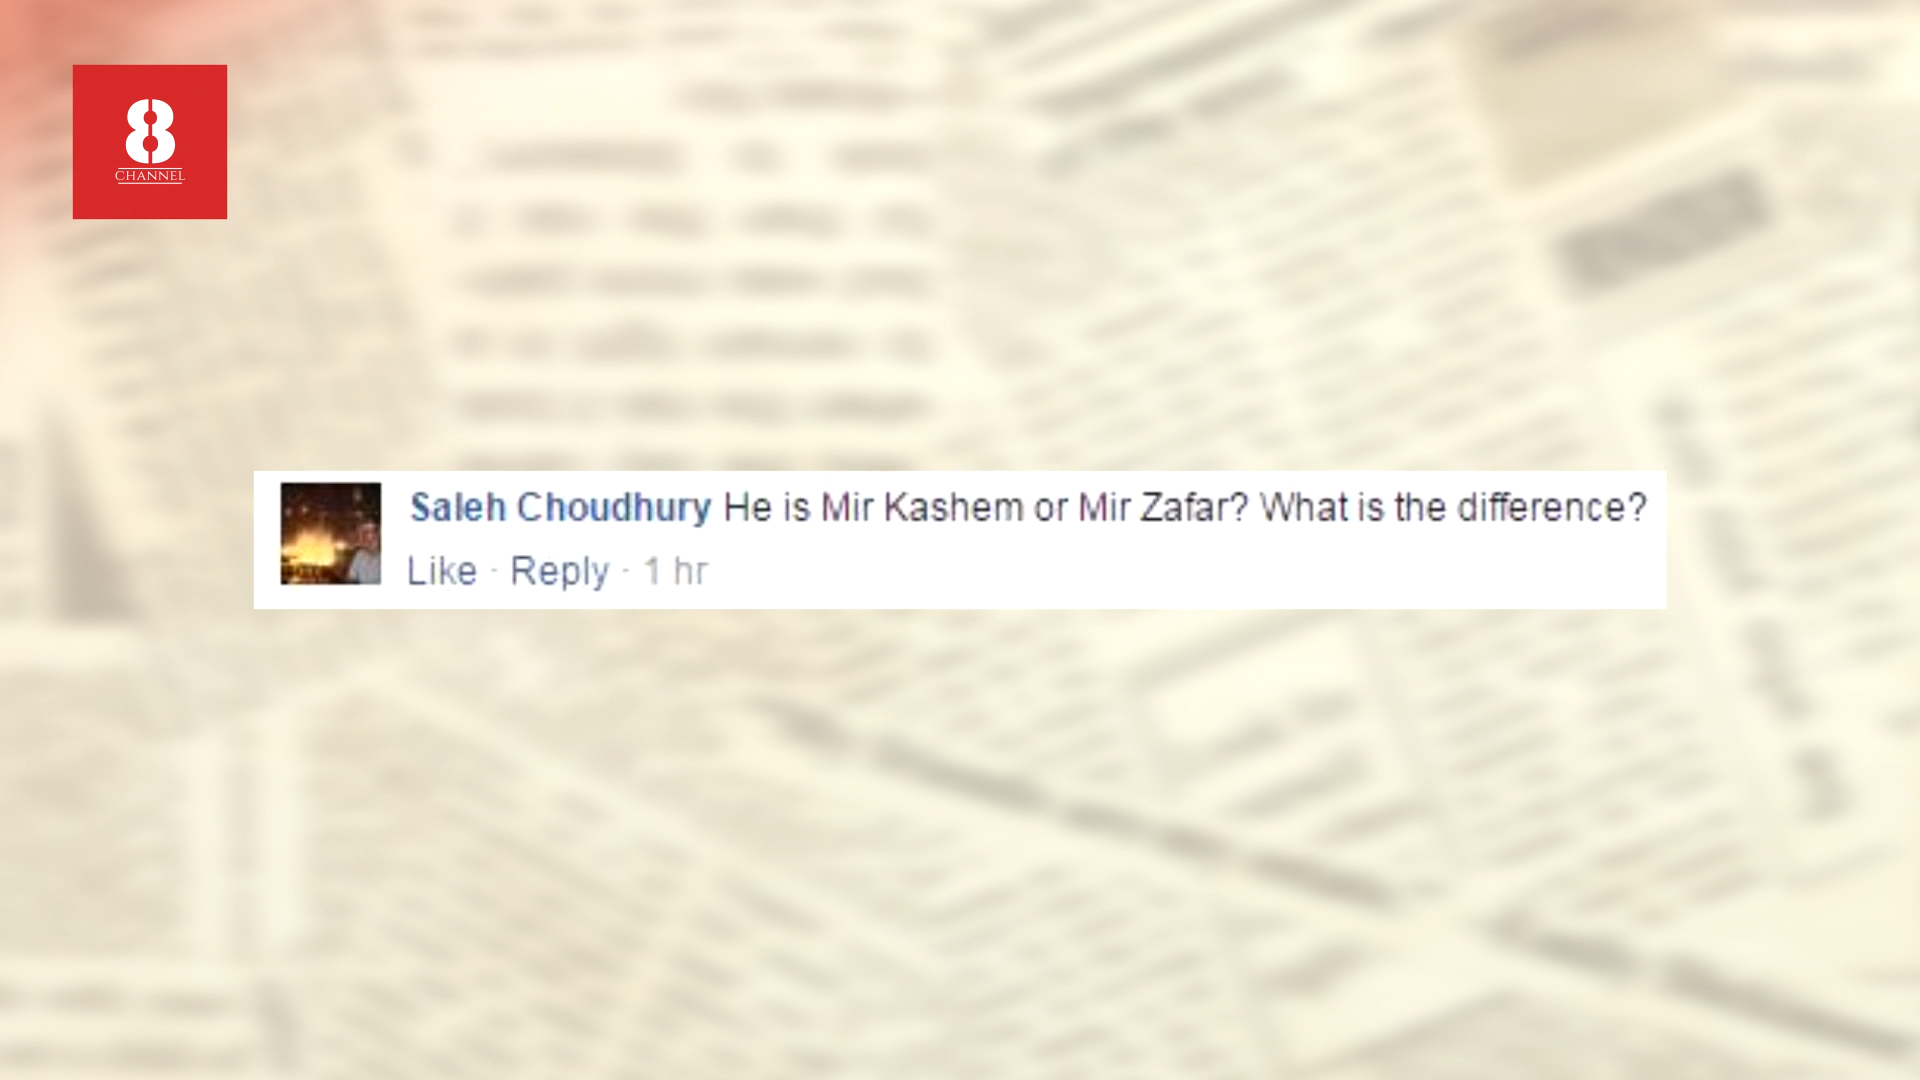 8
CHANNEL
Saleh Choudhury He is Mir Kashem or Mir Zafar? What is the difference?
Like · Reply · 1 hr